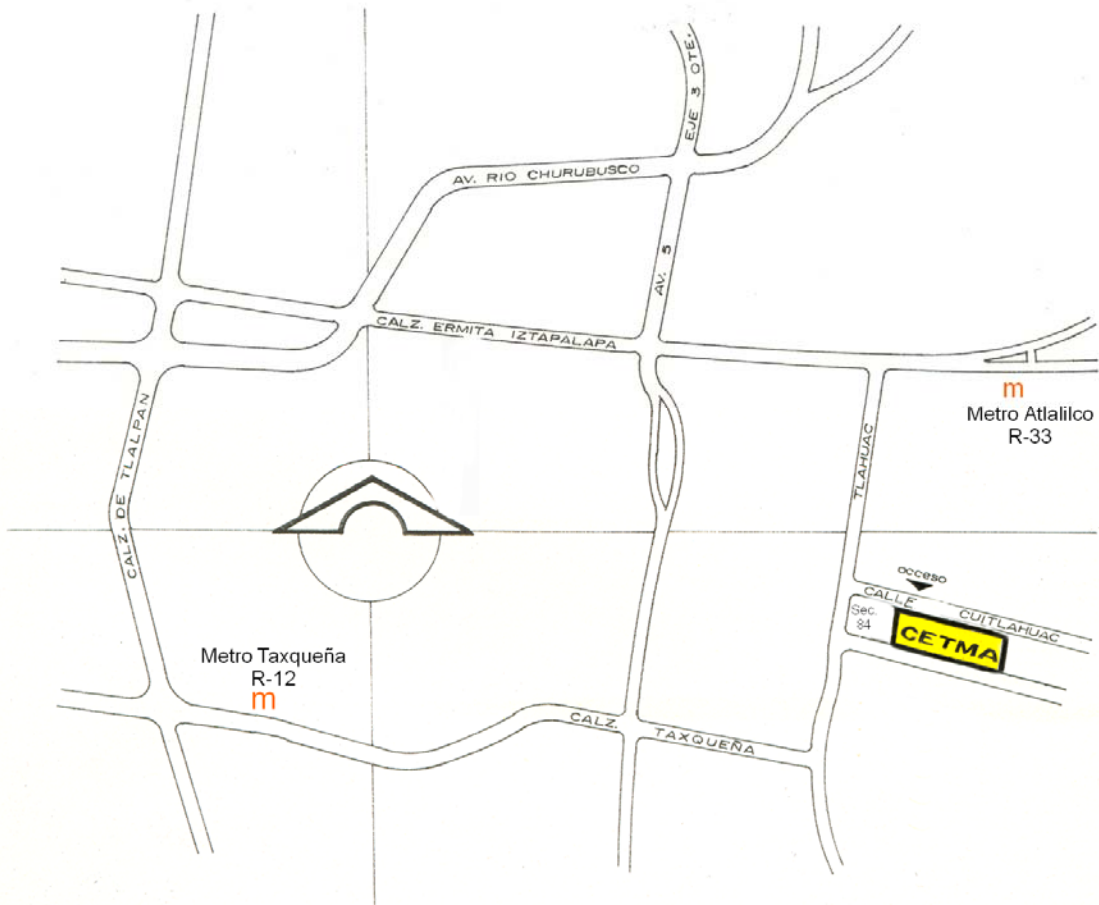 EJE 3 OTE.
AV. RIO CHURUBUSCO
AV. 5
CALZ. ERMITA IZTAPALAPA
m
Metro Atlalilco
R-33
CALZ. DE TLALPAN
TLAHUAC
occeso
CALLE CUITLAHUAC
Sec.
84
CETMA
Metro Taxqueña
R-12
m
CALZ. TAXQUEÑA